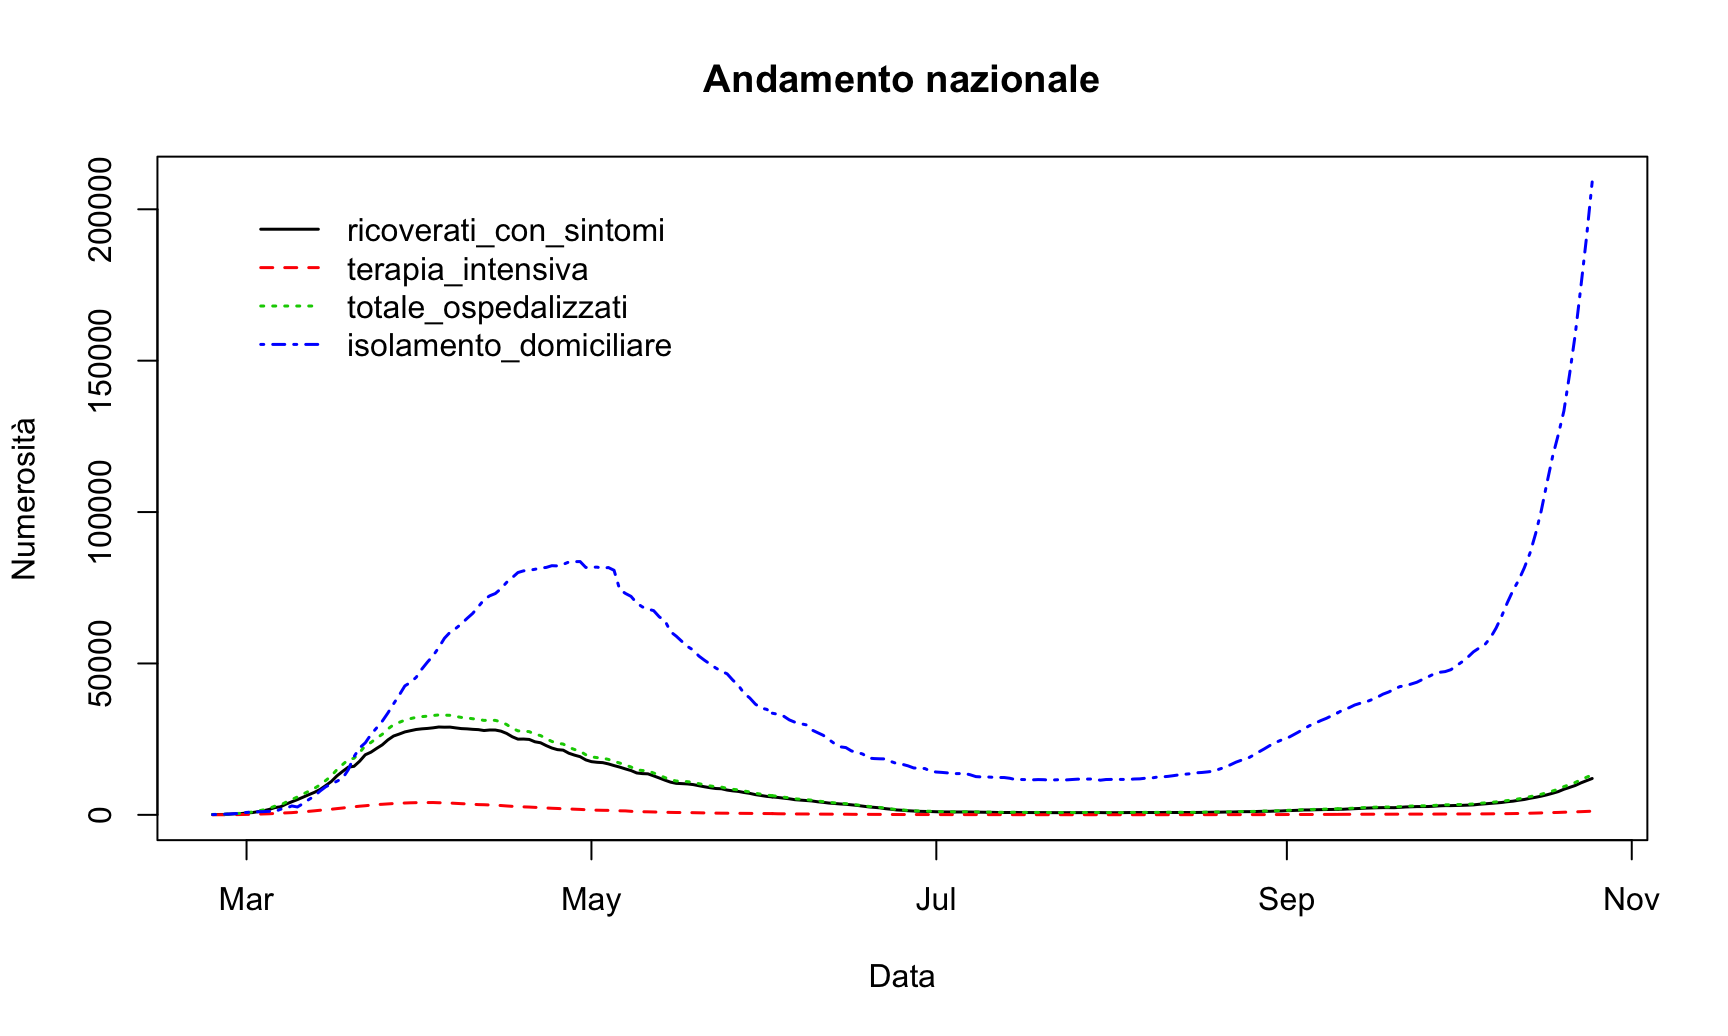 Andamento nazionale
200000
150000
100000
50000
0
Numerosità
ricoverati_con_sintomi
terapia_intensiva
totale_ospedalizzati
isolamento_domiciliare
Mar May Jul Sep Nov
Data